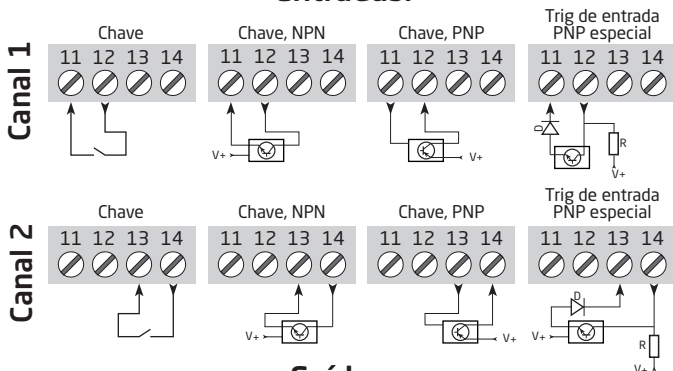 Canal 1
Chave
11 12 13 14
V+
Chave, NPN
11 12 13 14
Chave, PNP
11 12 13 14
V+
Trig de entrada
PNP especial
11 12 13 14
D
R
V+
Canal 2
Chave
11 12 13 14
Chave, NPN
11 12 13 14
V+
Chave, PNP
11 12 13 14
V+
Trig de entrada
PNP especial
11 12 13 14
D
V+
R
V+